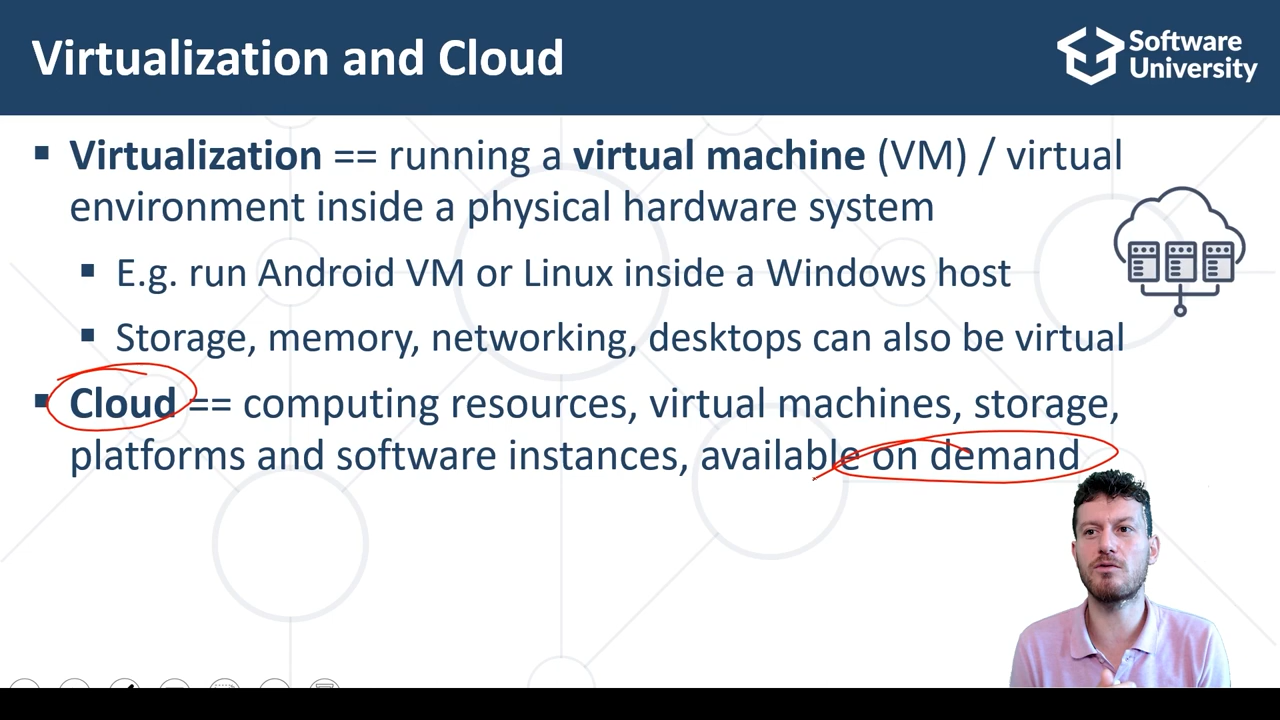 Virtualization and Cloud
Software
University
▪ Virtualization == running a virtual machine (VM) / virtual
environment inside a physical hardware system
▪ E.g. run Android VM or Linux inside a Windows host
▪ Storage, memory, networking, desktops can also be virtual
▪ Cloud == computing resources, virtual machines, storage,
platforms and software instances, available on demand